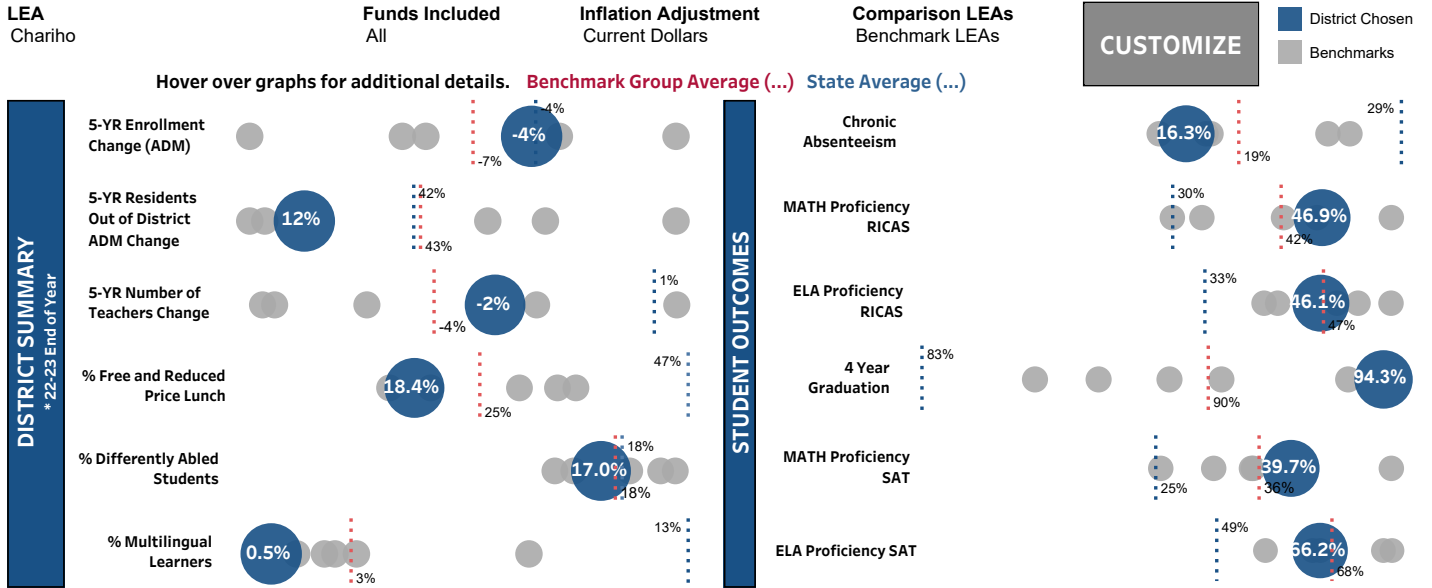 LEA
Chariho
Funds Included
All
Inflation Adjustment
Current Dollars
Comparison LEAs
Benchmark LEAs
CUSTOMIZE
District Chosen
Benchmarks
Hover over graphs for additional details. Benchmark Group Average (...) State Average (...)
DISTRICT SUMMARY
* 22-23 End of Year
5-YR Enrollment
Change (ADM)
-4%
-4%
-7%
5-YR Residents
Out of District
ADM Change
12%
42%
43%
5-YR Number of
Teachers Change
-2%
1%
-4%
% Free and Reduced
Price Lunch
18.4%
47%
25%
% Differently Abled
Students
17.0%
18%
18%
% Multilingual
Learners
0.5%
13%
3%
STUDENT OUTCOMES
Chronic
Absenteeism
16.3%
29%
19%
MATH Proficiency
RICAS
30%
46.9%
42%
ELA Proficiency
RICAS
33%
46.1%
47%
4 Year
Graduation
83%
94.3%
90%
MATH Proficiency
SAT
39.7%
25%
36%
ELA Proficiency SAT
49%
66.2%
68%